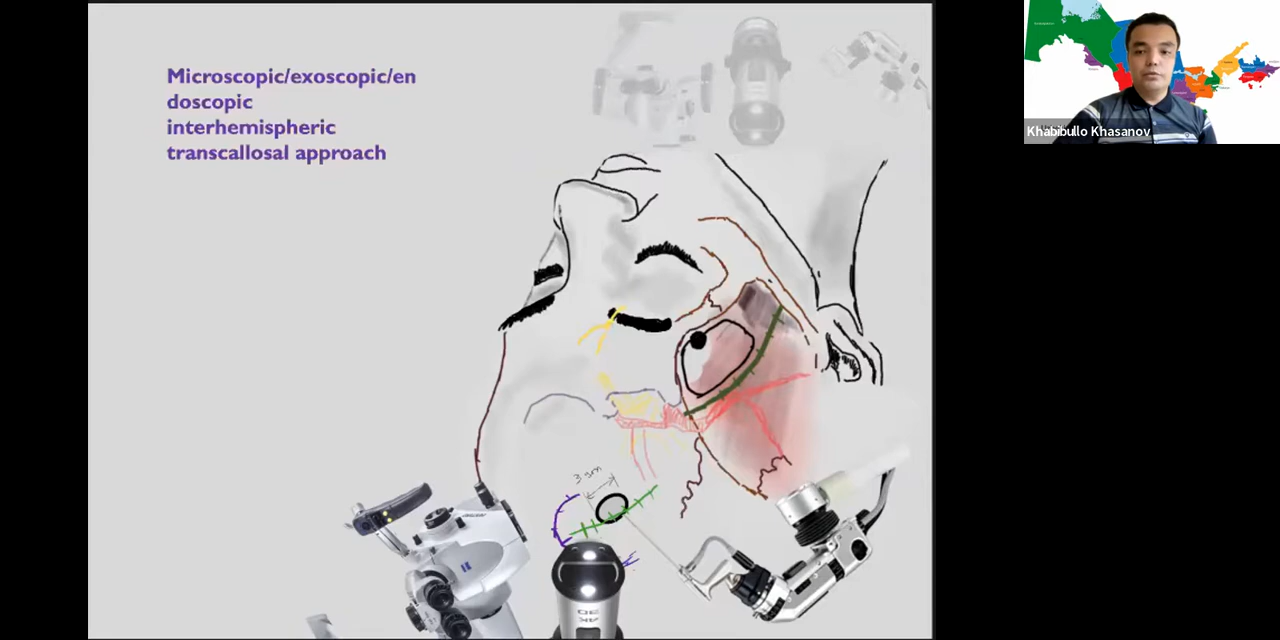 Microscopic/exoscopic/en
doscopic
interhemispheric
transcallosal approach
Khabibullo Khasanov